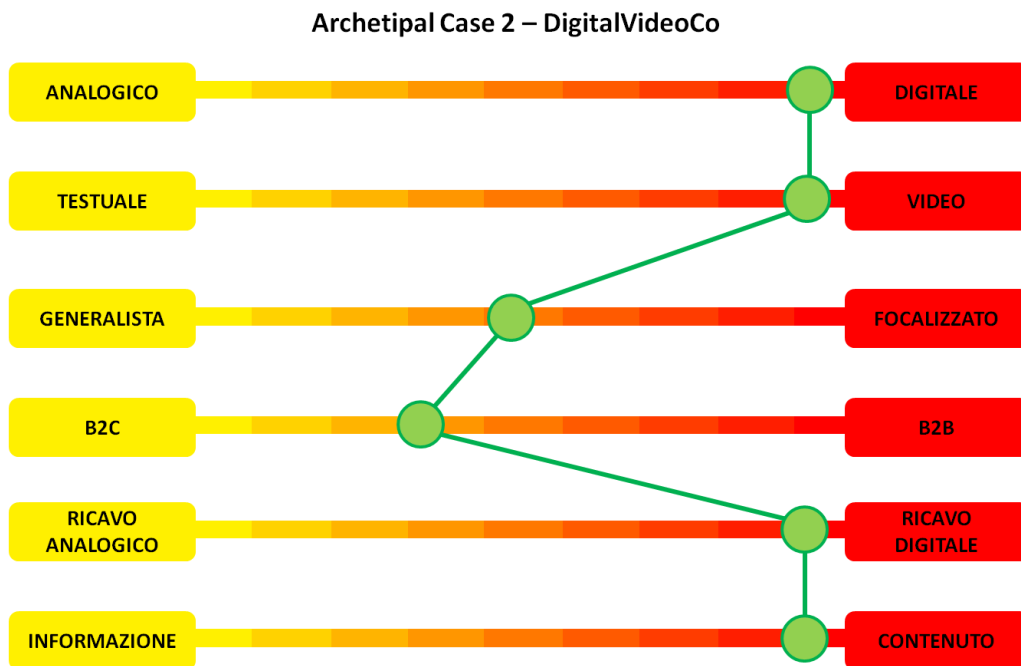 Archetipal Case 2 – DigitalVideoCo
ANALOGICO
DIGITALE
TESTUALE
VIDEO
GENERALISTA
FOCALIZZATO
B2C
B2B
RICAVO
ANALOGICO
RICAVO
DIGITALE
INFORMAZIONE
CONTENUTO